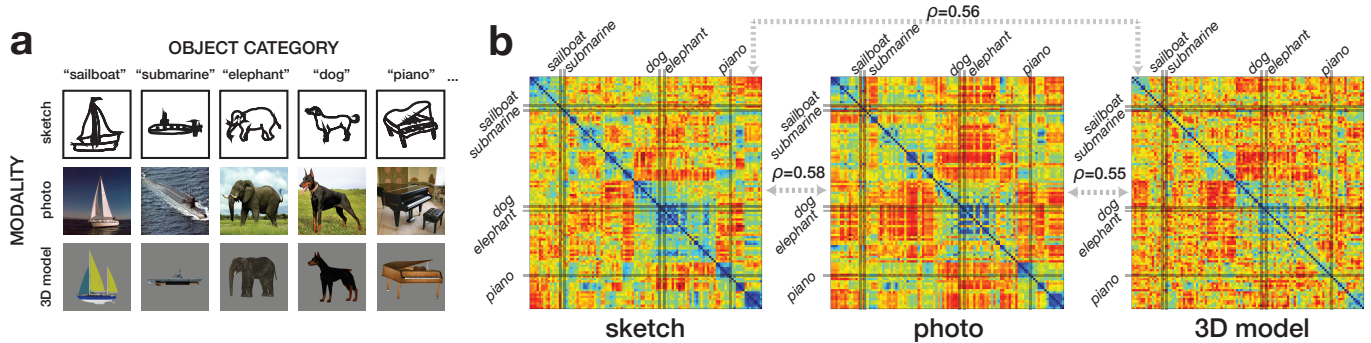 a
OBJECT CATEGORY
"sailboat" "submarine" "elephant" "dog" "piano" ...
MODALITY
sketch
photo
3D model
b
ρ=0.56
sailboat
submarine
dog
elephant
piano
sailboat
submarine
dog
elephant
piano
sketch
ρ=0.58
sailboat
submarine
dog
elephant
piano
sailboat
submarine
dog
elephant
piano
photo
ρ=0.55
sailboat
submarine
dog
elephant
piano
sailboat
submarine
dog
elephant
piano
3D model